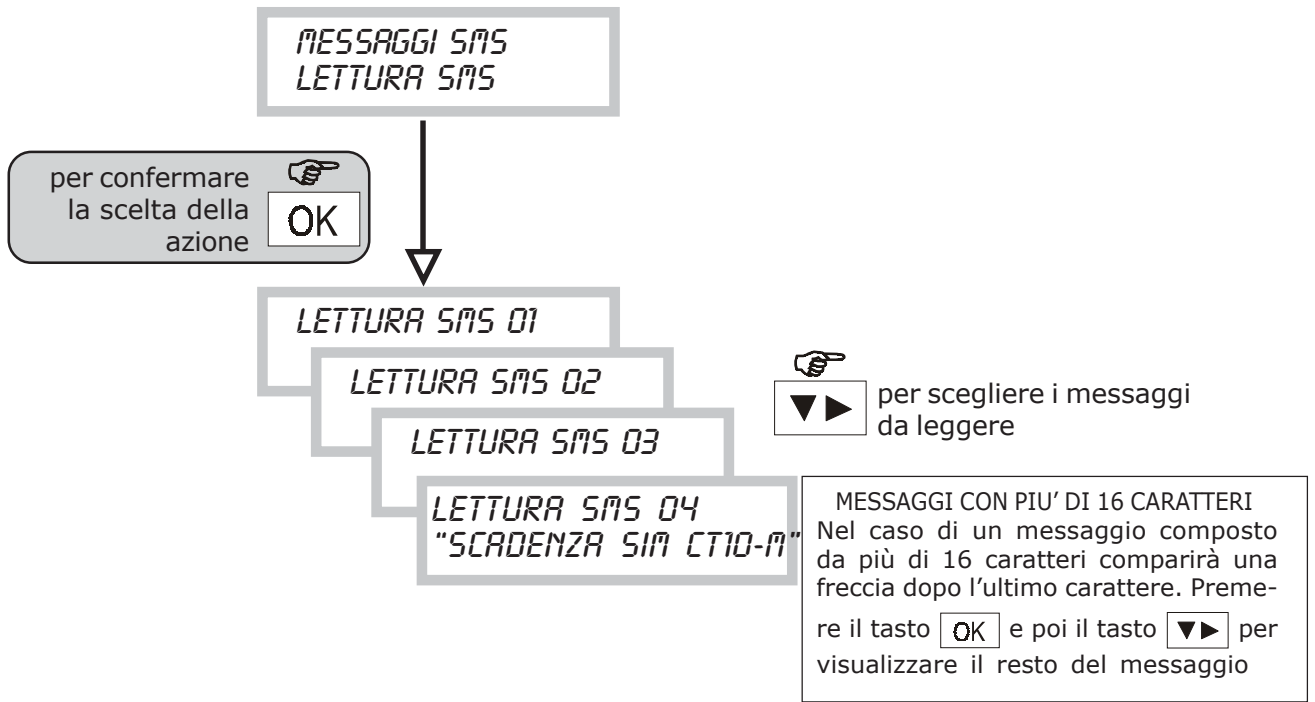 MESSAGGI SMS
LETTURA SMS
per confermare
la scelta della
azione
OK
LETTURA SMS 01
LETTURA SMS 02
LETTURA SMS 03
LETTURA SMS 04
"SCADENZA SIM CT10-M"
▼▶ per scegliere i messaggi
da leggere
MESSAGGI CON PIU' DI 16 CARATTERI
Nel caso di un messaggio composto
da più di 16 caratteri comparirà una
freccia dopo l'ultimo carattere. Preme-
re il tasto OK e poi il tasto ▼▶ per
visualizzare il resto del messaggio